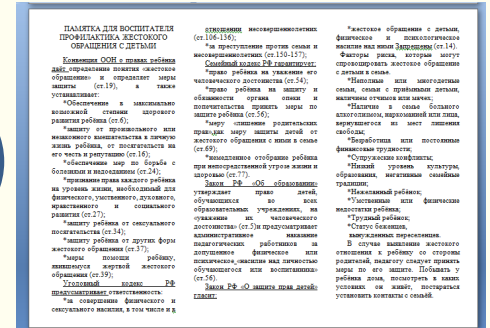 ПАМЯТКА ДЛЯ ВОСПИТАТЕЛЯ
ПРОФИЛАКТИКА ЖЕСТОКОГО
ОБРАЩЕНИЯ С ДЕТЬМИ
Конвенция ООН о правах ребёнка
даёт определение понятия «жестокое
обращение» и определяет меры
защиты (ст.19), а также
устанавливает:
*Обеспечение в максимально
возможной степени здорового
развития ребёнка (ст.6);
*защиту от произвольного или
незаконного вмешательства в личную
жизнь ребёнка, от посягательств на
его честь и репутацию (ст.16);
*обеспечение мер по борьбе с
болезнями и недоеданием (ст.24);
*признание права каждого ребёнка
на уровень жизни, необходимый для
физического, умственного, духовного,
нравственного и социального
развития (ст.27);
*защиту ребёнка от сексуального
посягательства (ст.34);
*защиту ребёнка от других форм
жестокого обращения (ст.37);
*меры помощи ребёнку,
явившемуся жертвой жестокого
обращения (ст.39);
Уголовный кодекс РФ
предусматривает ответственность:
*за совершение физического и
сексуального насилия, в том числе и в
отношении несовершеннолетних
(ст.106-136);
*за преступление против семьи и
несовершеннолетних (ст.150-157);
Семейный кодекс РФ гарантирует:
*право ребёнка на уважение его
человеческого достоинства (ст.54);
*право ребёнка на защиту и
обязанности органа опеки и
попечительства принять меры по
защите ребёнка (ст.56);
*меру «лишение родительских
прав»,как меру защиты детей от
жестокого обращения с ними в семье
(ст.69);
*немедленное отобрание ребёнка
при непосредственной угрозе жизни и
здоровью (ст.77).
Закон РФ «Об образовании»
утверждает право детей,
обучающихся во всех
образовательных учреждениях, на
«уважение их человеческого
достоинства» (ст.5)и предусматривает
административное наказание
педагогических работников за
допущенное физическое или
психическое «насилие над личностью
обучающегося или воспитанника»
(ст.56).
Закон РФ «О защите прав детей»
гласит:
*жестокое обращение с детьми,
физическое и психологическое
насилие над ними Запрещены (ст.14).
Факторы риска, которые могут
спровоцировать жестокое обращение
с детьми в семье.
*Неполные или многодетные
семьи, семьи с приёмными детьми,
наличием отчимов или мачех;
*Наличие в семье больного
алкоголизмом, наркоманией или лица,
вернувшегося из мест лишения
свободы;
*Безработица или постоянные
финансовые трудности;
*Супружеские конфликты;
*Низкий уровень культуры,
образования, негативные семейные
традиции;
*Нежеланный ребёнок;
*Умственные или физические
недостатки ребёнка;
*Трудный ребёнок;
*Статус беженцев,
вынужденных переселенцев.
В случае выявления жестокого
отношения к ребёнку со стороны
родителей, педагогу следует принять
меры по его защите. Побывать у
ребёнка дома, посмотреть в каких
условиях он живёт, постараться
установить контакты с семьёй.